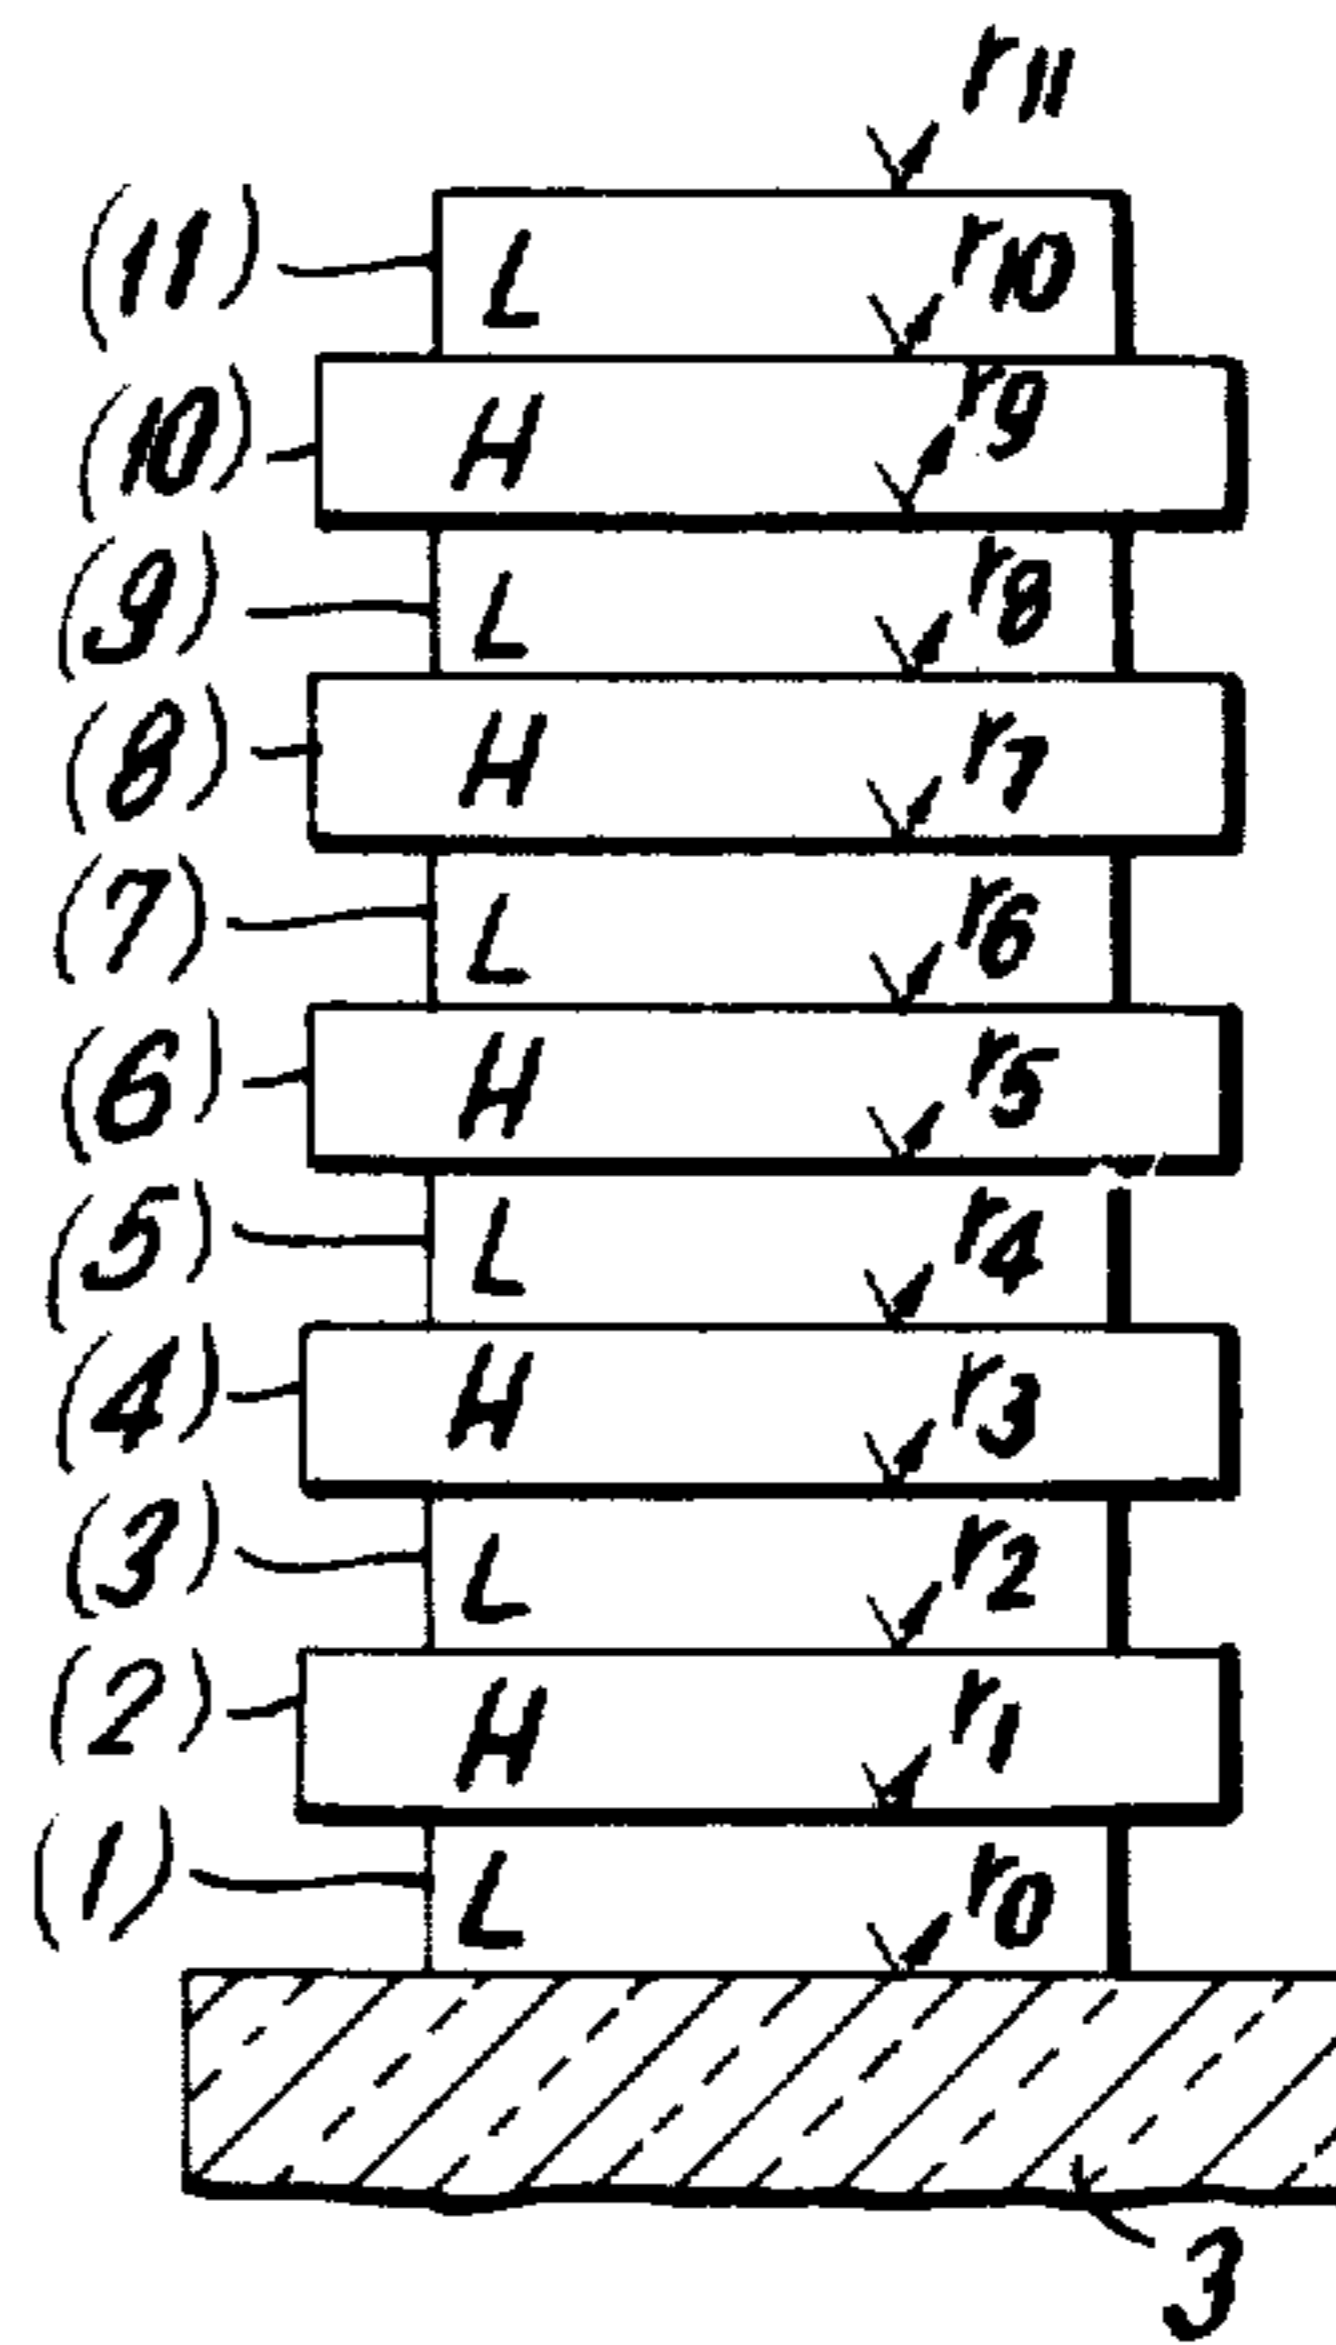 r11
(11) L r10
(10) H r9
(9) L r8
(8) H r7
(7) L r6
(6) H r5
(5) L r4
(4) H r3
(3) L r2
(2) H r1
(1) L r0
3